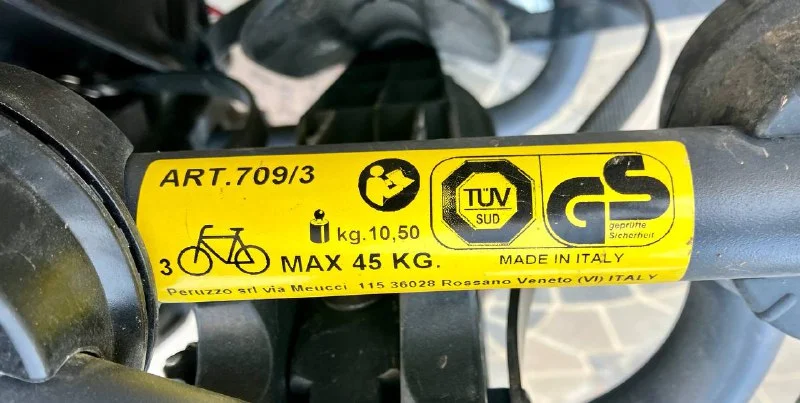 ART.709/3
kg.10,50
3
MAX 45 KG.
TÜV
SUD
GS
geprüfte
Sicherheit
MADE IN ITALY
Peruzzo srl via Meucci 115 36028 Rossano Veneto (VI) ITALY